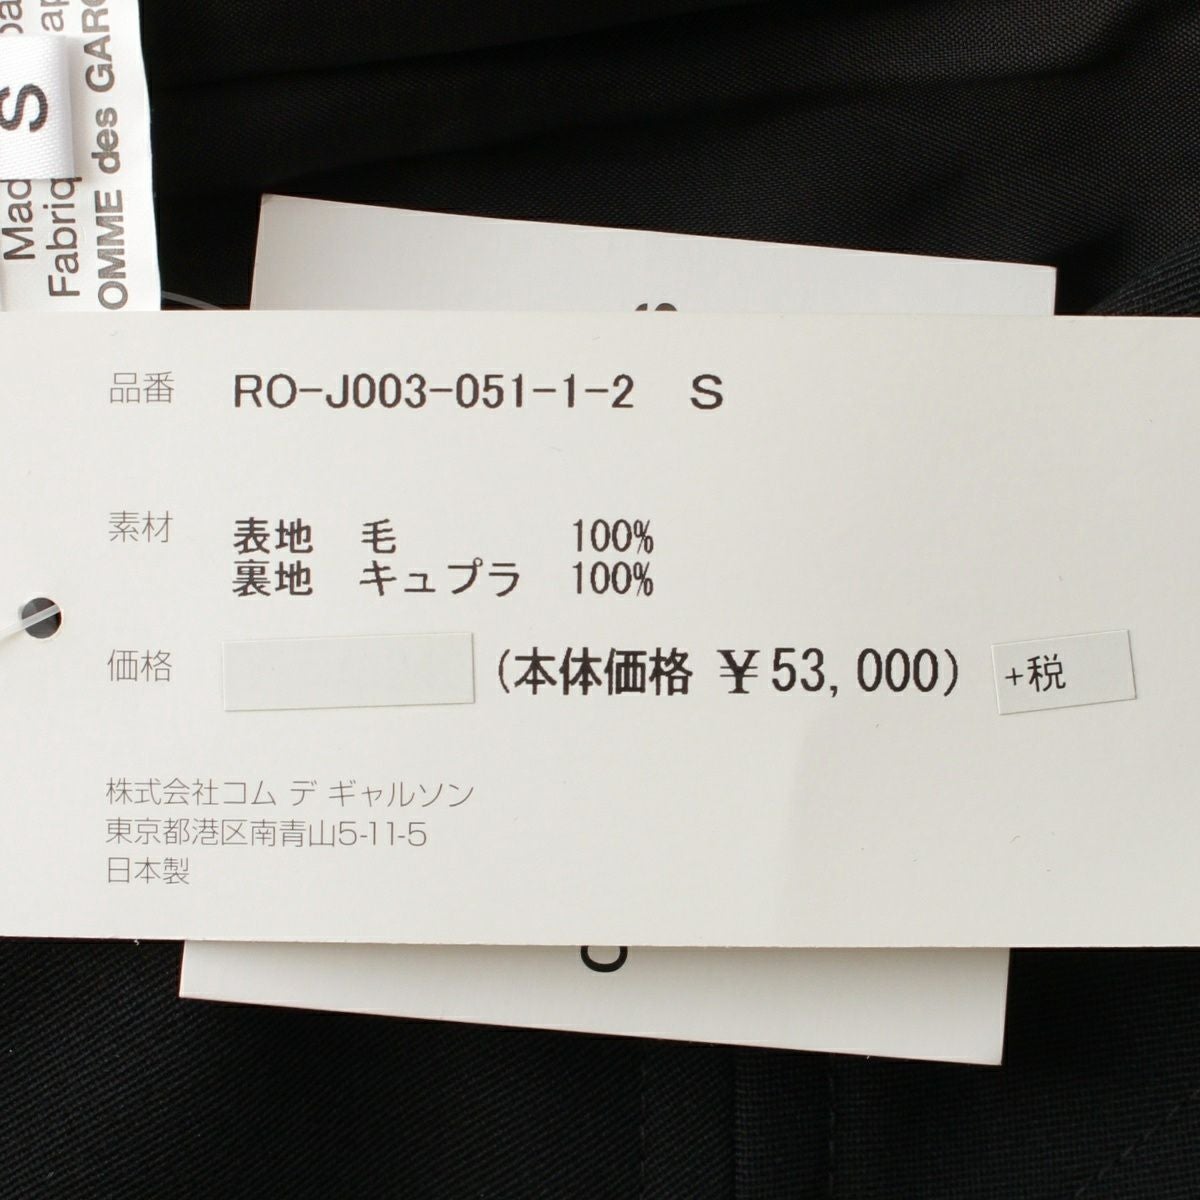 S
Mad
Fabriq
OMME des GARÇ
品番 RO-J003-051-1-2 S
素材 表地 毛 100%
裏地 キュプラ 100%
価格 (本体価格 ¥53,000) +税
株式会社コム デ ギャルソン
東京都港区南青山5-11-5
日本製